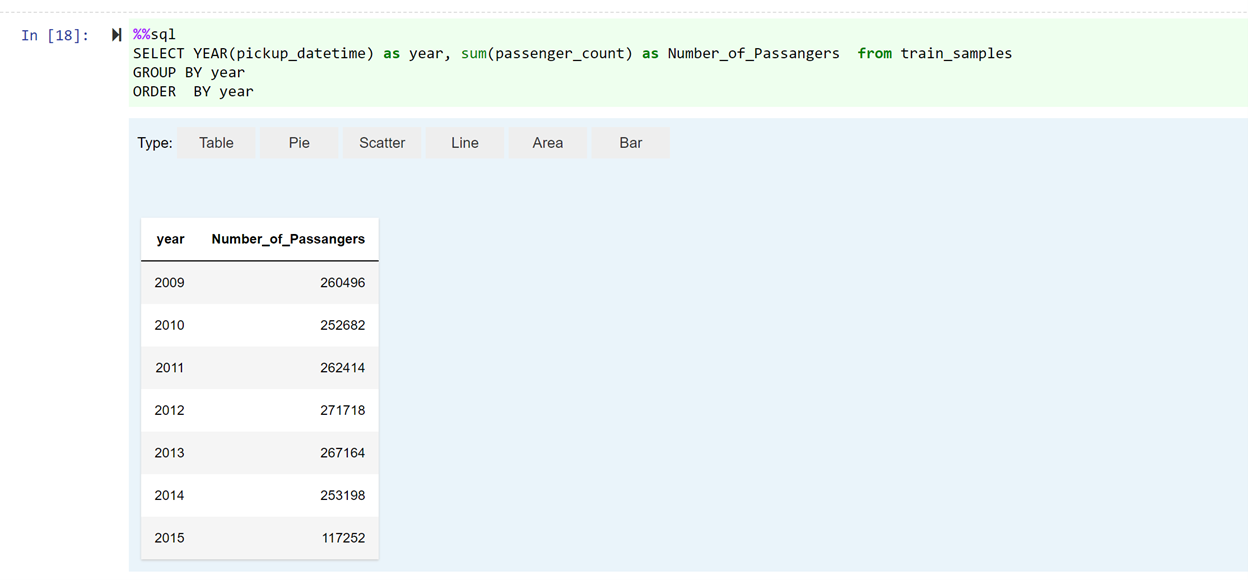 In [18]:
%%sql
SELECT YEAR(pickup_datetime) as year, sum(passenger_count) as Number_of_Passangers  from train_samples
GROUP BY year
ORDER  BY year
Type: Table Pie Scatter Line Area Bar
year Number_of_Passangers
2009 260496
2010 252682
2011 262414
2012 271718
2013 267164
2014 253198
2015 117252